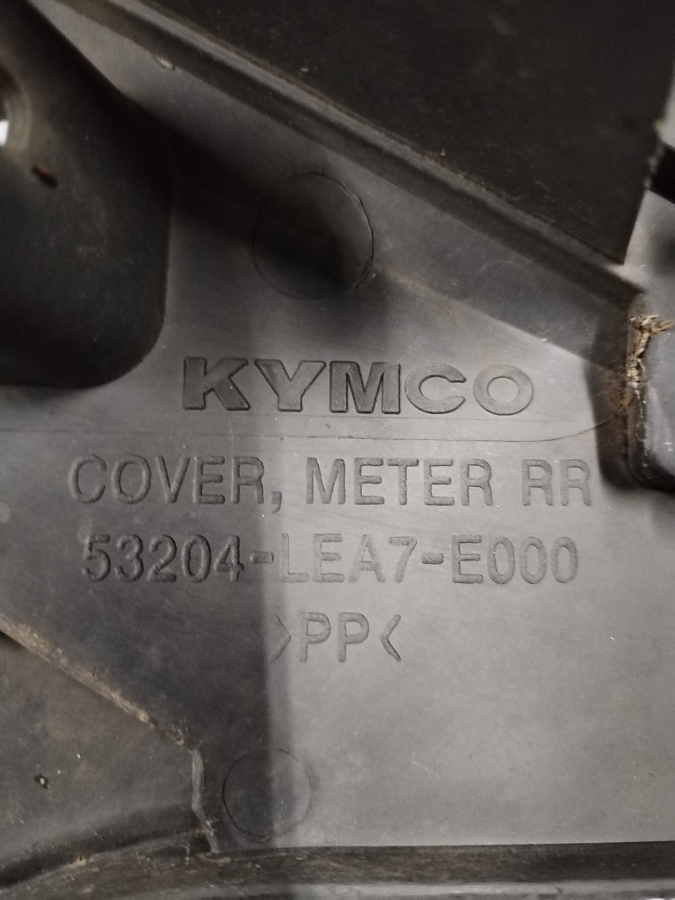 KYMCO
COVER, METER RR
53204-LEA7-E000
>PP<